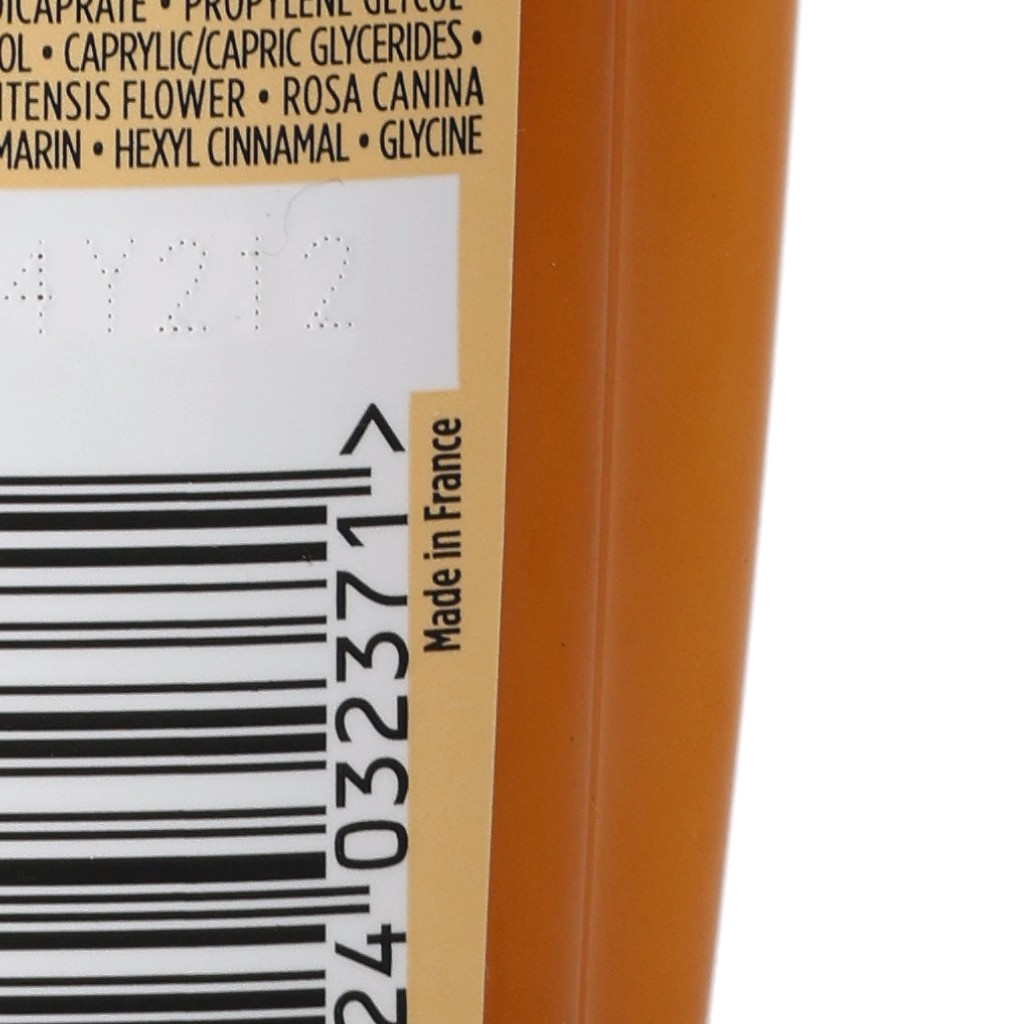 DICAPRATE • PROPYLENE GLYCOL
OL • CAPRYLIC/CAPRIC GLYCERIDES •
ITENSIS FLOWER • ROSA CANINA
MARIN • HEXYL CINNAMAL • GLYCINE
4Y212
Made in France
24 032371 >